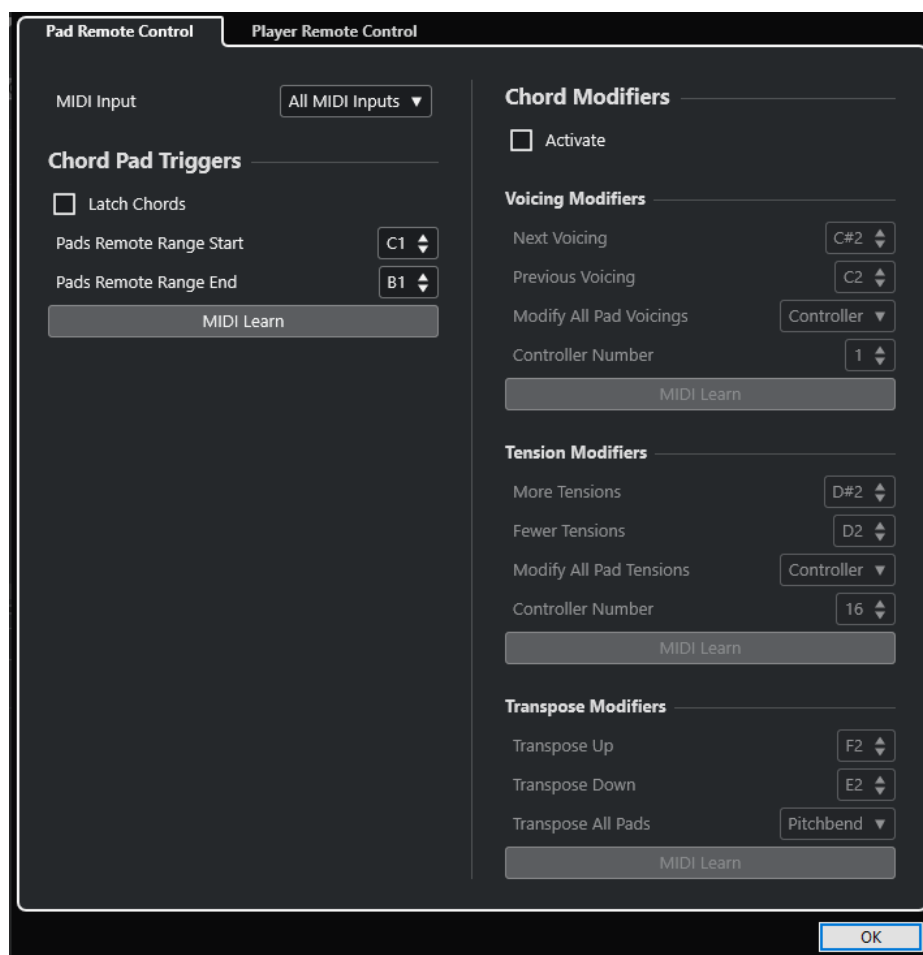 Pad Remote Control
Player Remote Control
MIDI Input
All MIDI Inputs
Chord Pad Triggers
Latch Chords
Pads Remote Range Start
C1
Pads Remote Range End
B1
MIDI Learn
Chord Modifiers
Activate
Voicing Modifiers
Next Voicing
C#2
Previous Voicing
C2
Modify All Pad Voicings
Controller
Controller Number
1
MIDI Learn
Tension Modifiers
More Tensions
D#2
Fewer Tensions
D2
Modify All Pad Tensions
Controller
Controller Number
16
MIDI Learn
Transpose Modifiers
Transpose Up
F2
Transpose Down
E2
Transpose All Pads
Pitchbend
MIDI Learn
OK